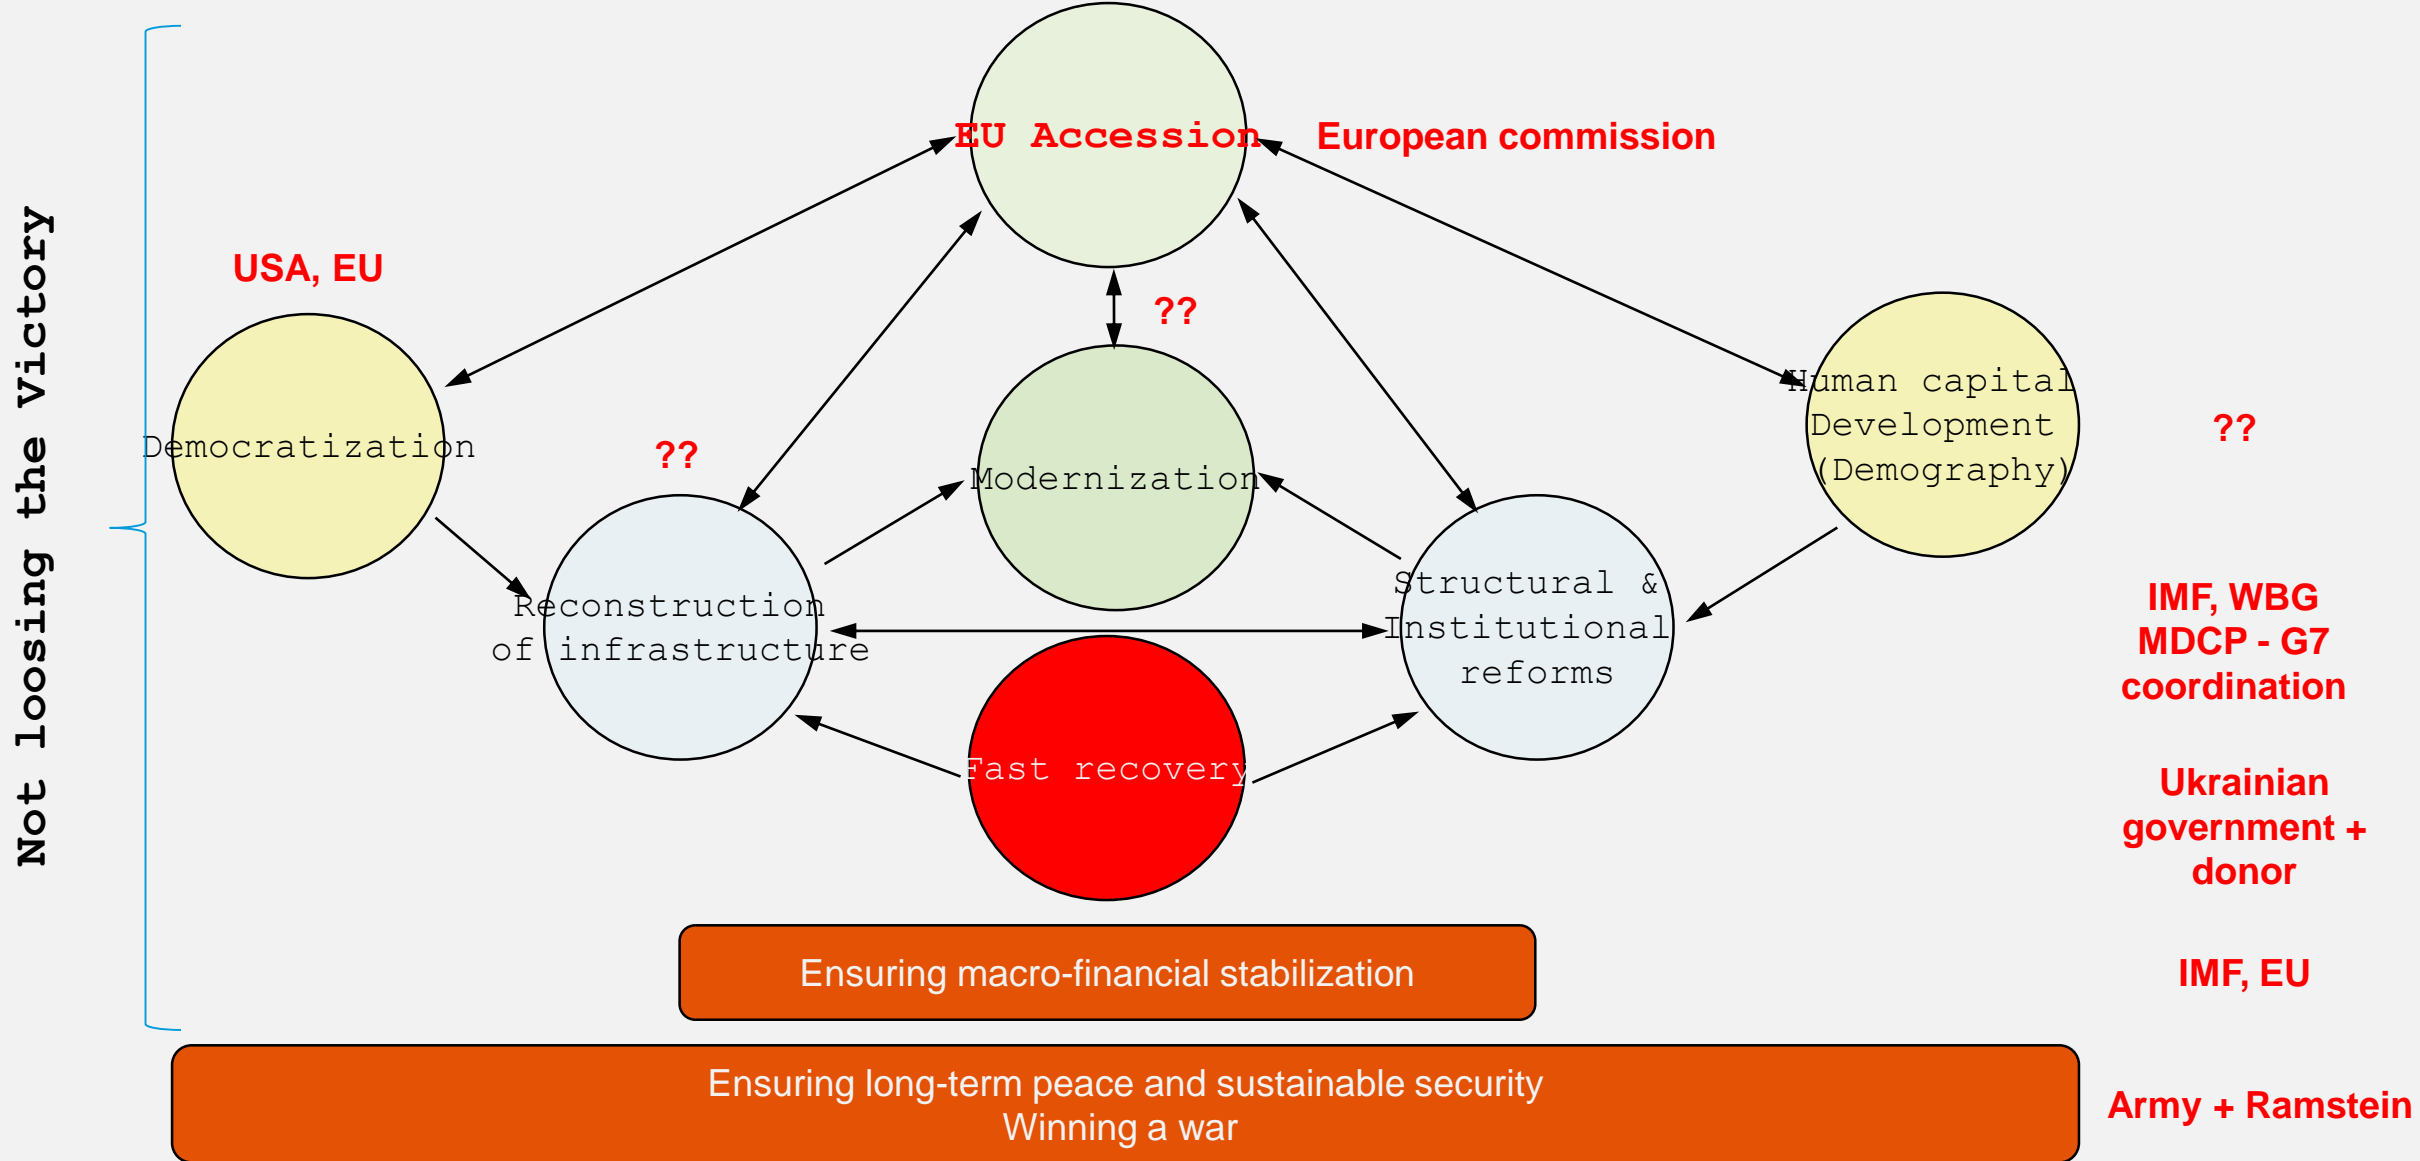 Not loosing the Victory
EU Accession
European commission
USA, EU
??
Democratization
??
Modernization
Human capital
Development
(Demography)
??
Reconstruction
of infrastructure
Structural &
Institutional
reforms
IMF, WBG
MDCP - G7
coordination
Fast recovery
Ukrainian
government +
donor
Ensuring macro-financial stabilization
IMF, EU
Ensuring long-term peace and sustainable security
Winning a war
Army + Ramstein